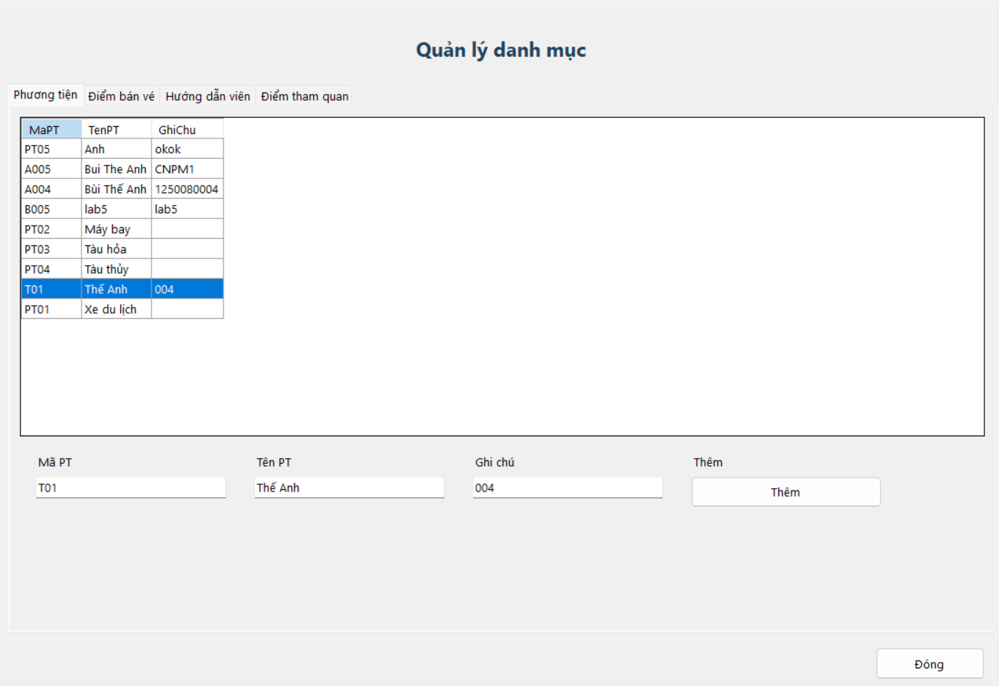 Quản lý danh mục
Phương tiện Điểm bán vé Hướng dẫn viên Điểm tham quan
MaPT TenPT GhiChu
PT05 Anh okok
A005 Bui The Anh CNPM1
A004 Bùi Thế Anh 1250080004
B005 lab5 lab5
PT02 Máy bay
PT03 Tàu hỏa
PT04 Tàu thủy
T01 Thế Anh 004
PT01 Xe du lịch
Mã PT Tên PT Ghi chú Thêm
T01 Thế Anh 004 Thêm
Đóng